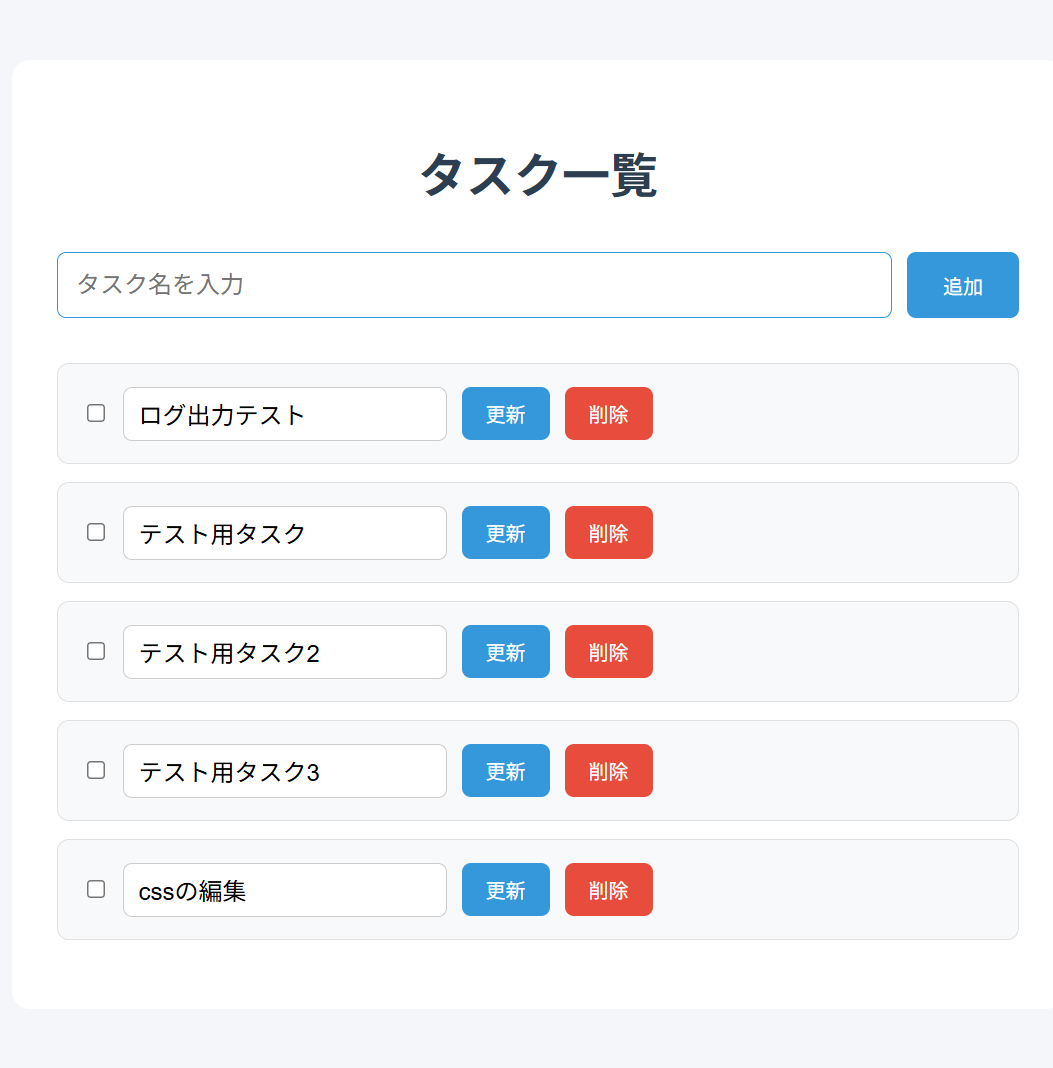 タスク一覧
タスク名を入力 追加
ログ出力テスト 更新 削除
テスト用タスク 更新 削除
テスト用タスク2 更新 削除
テスト用タスク3 更新 削除
cssの編集 更新 削除